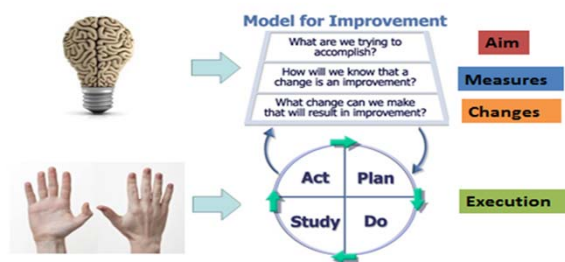 Model for Improvement
What are we trying to
accomplish?
Aim
How will we know that a
change is an improvement?
Measures
What change can we make
that will result in improvement?
Changes
Act
Plan
Study
Do
Execution